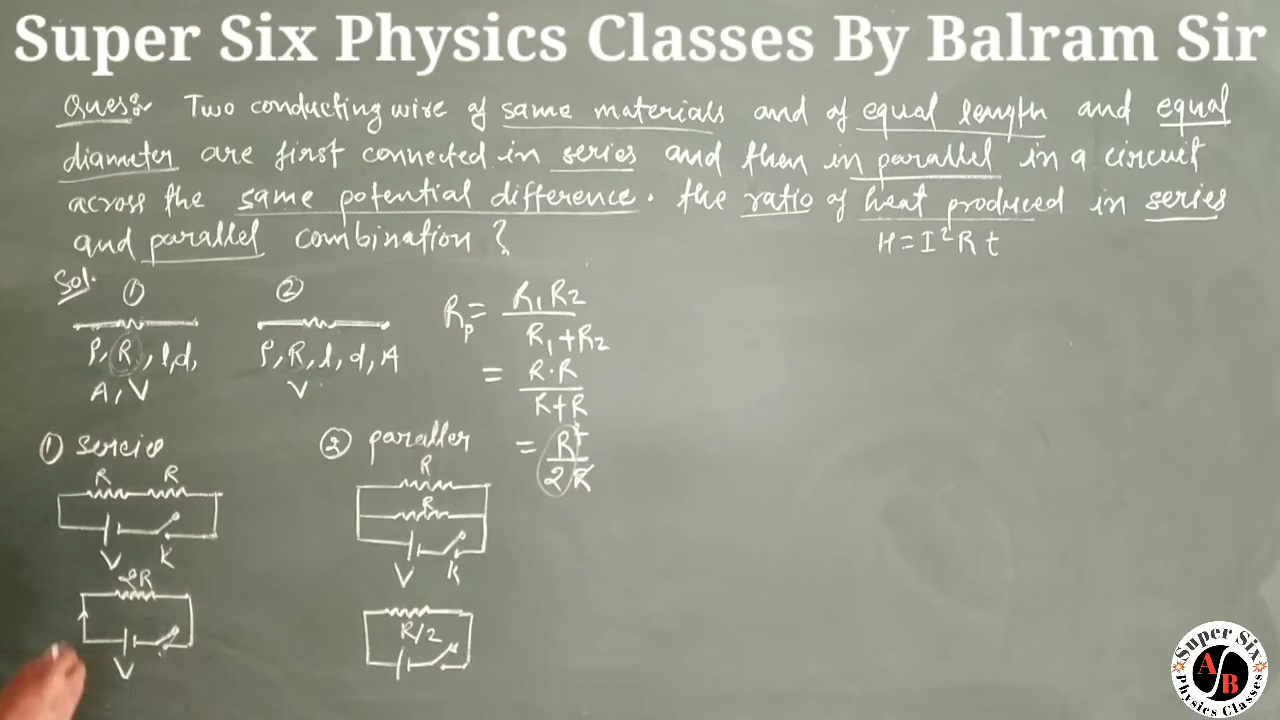 Super Six Physics Classes By Balram Sir
Ques:- Two conducting wire of same materials and of equal length and equal
diameter are first connected in series and then in parallel in a circuit
across the same potential difference. the ratio of heat produced in series
and parallel combination?
H = I²Rt
Sol.
① ②
ρ, R, l, d,
A, V
ρ, R, l, d, A
V
Rp = R1 R2 / R1 + R2
= R·R / R + R
= R² / 2R
① series
R R
V K
2R
V
② paraller
R
R
V K
R/2
Super Six
A/B
Physics Classes